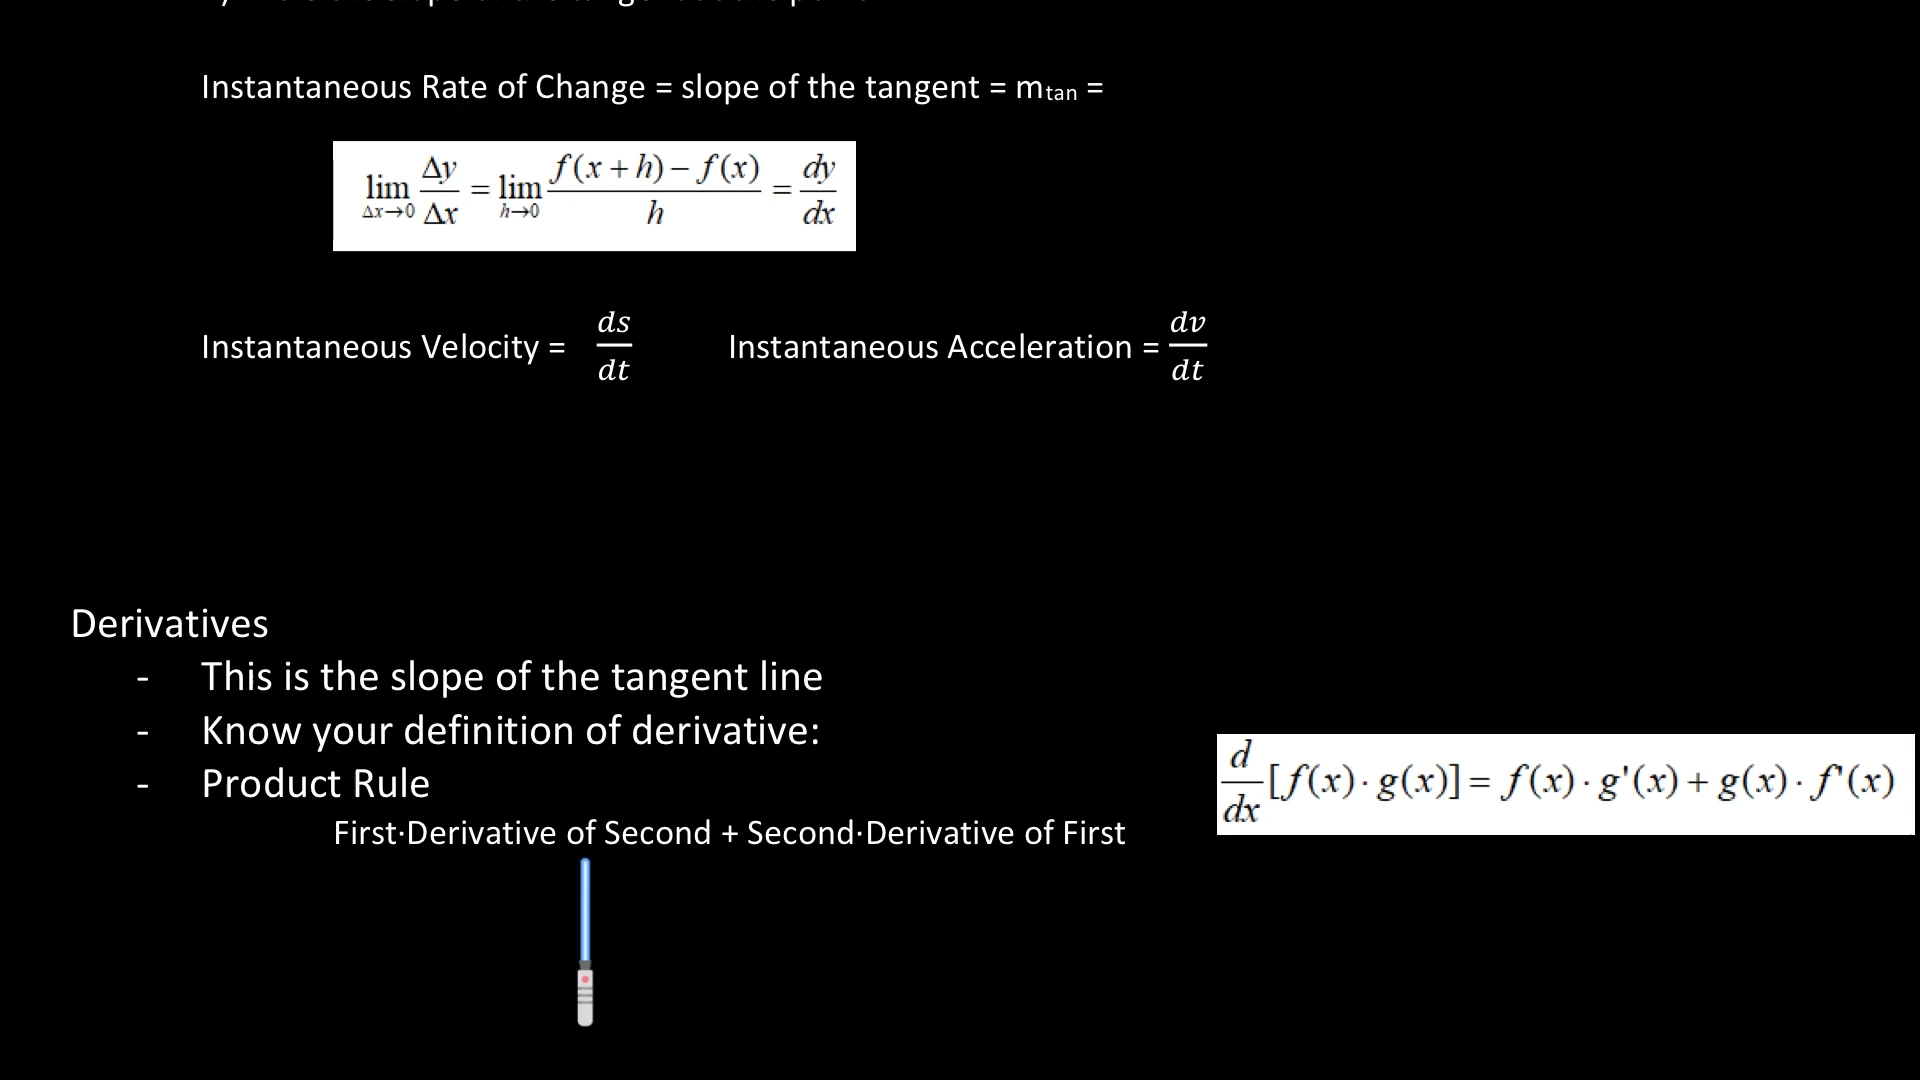 Instantaneous Rate of Change = slope of the tangent = mtan =
lim Δx→0 Δy/Δx = lim h→0 (f(x + h) − f(x))/h = dy/dx
Instantaneous Velocity = ds/dt Instantaneous Acceleration = dv/dt
Derivatives
- This is the slope of the tangent line
- Know your definition of derivative:
- Product Rule
d/dx [f(x) · g(x)] = f(x) · g'(x) + g(x) · f'(x)
First·Derivative of Second + Second·Derivative of First